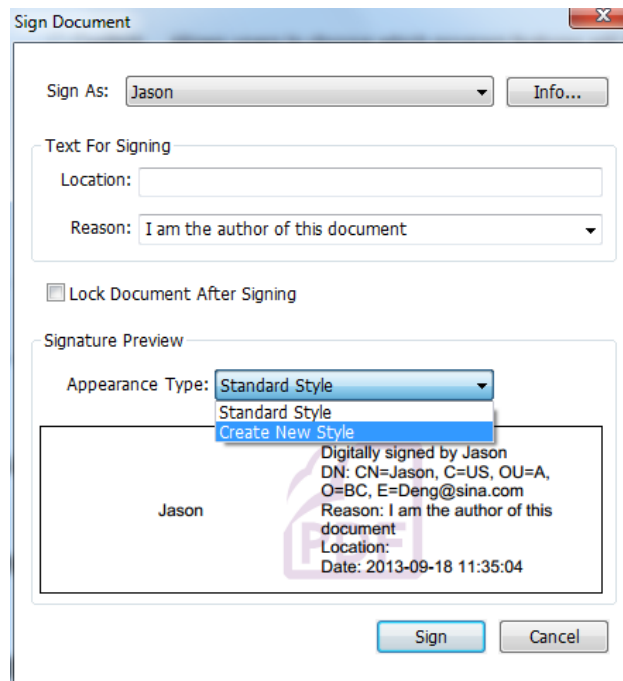 Sign Document
Sign As: Jason Info...
Text For Signing
Location:
Reason: I am the author of this document
Lock Document After Signing
Signature Preview
Appearance Type: Standard Style
Standard Style
Create New Style
Jason
Digitally signed by Jason
DN: CN=Jason, C=US, OU=A,
O=BC, E=Deng@sina.com
Reason: I am the author of this
document
Location:
Date: 2013-09-18 11:35:04
PDF
Sign Cancel